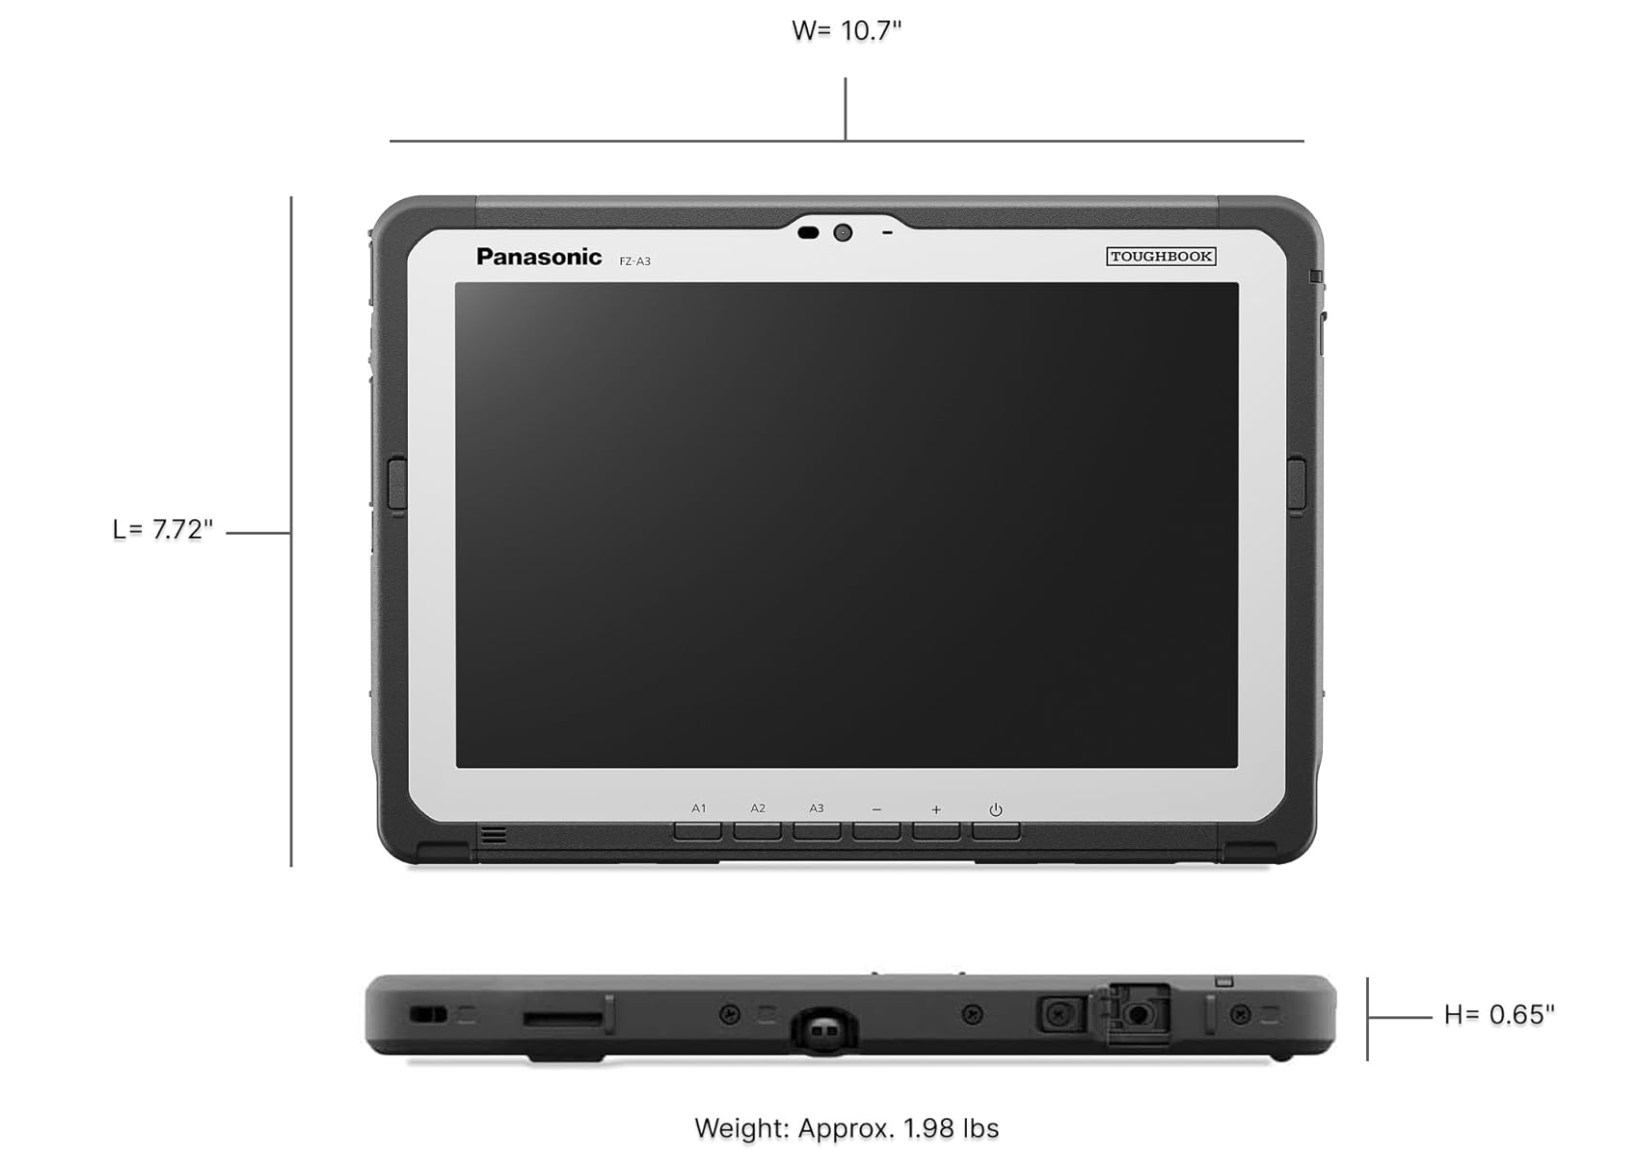 W= 10.7"
Panasonic FZ-A3 TOUGHBOOK
L= 7.72"
A1 A2 A3 − +
H= 0.65"
Weight: Approx. 1.98 lbs